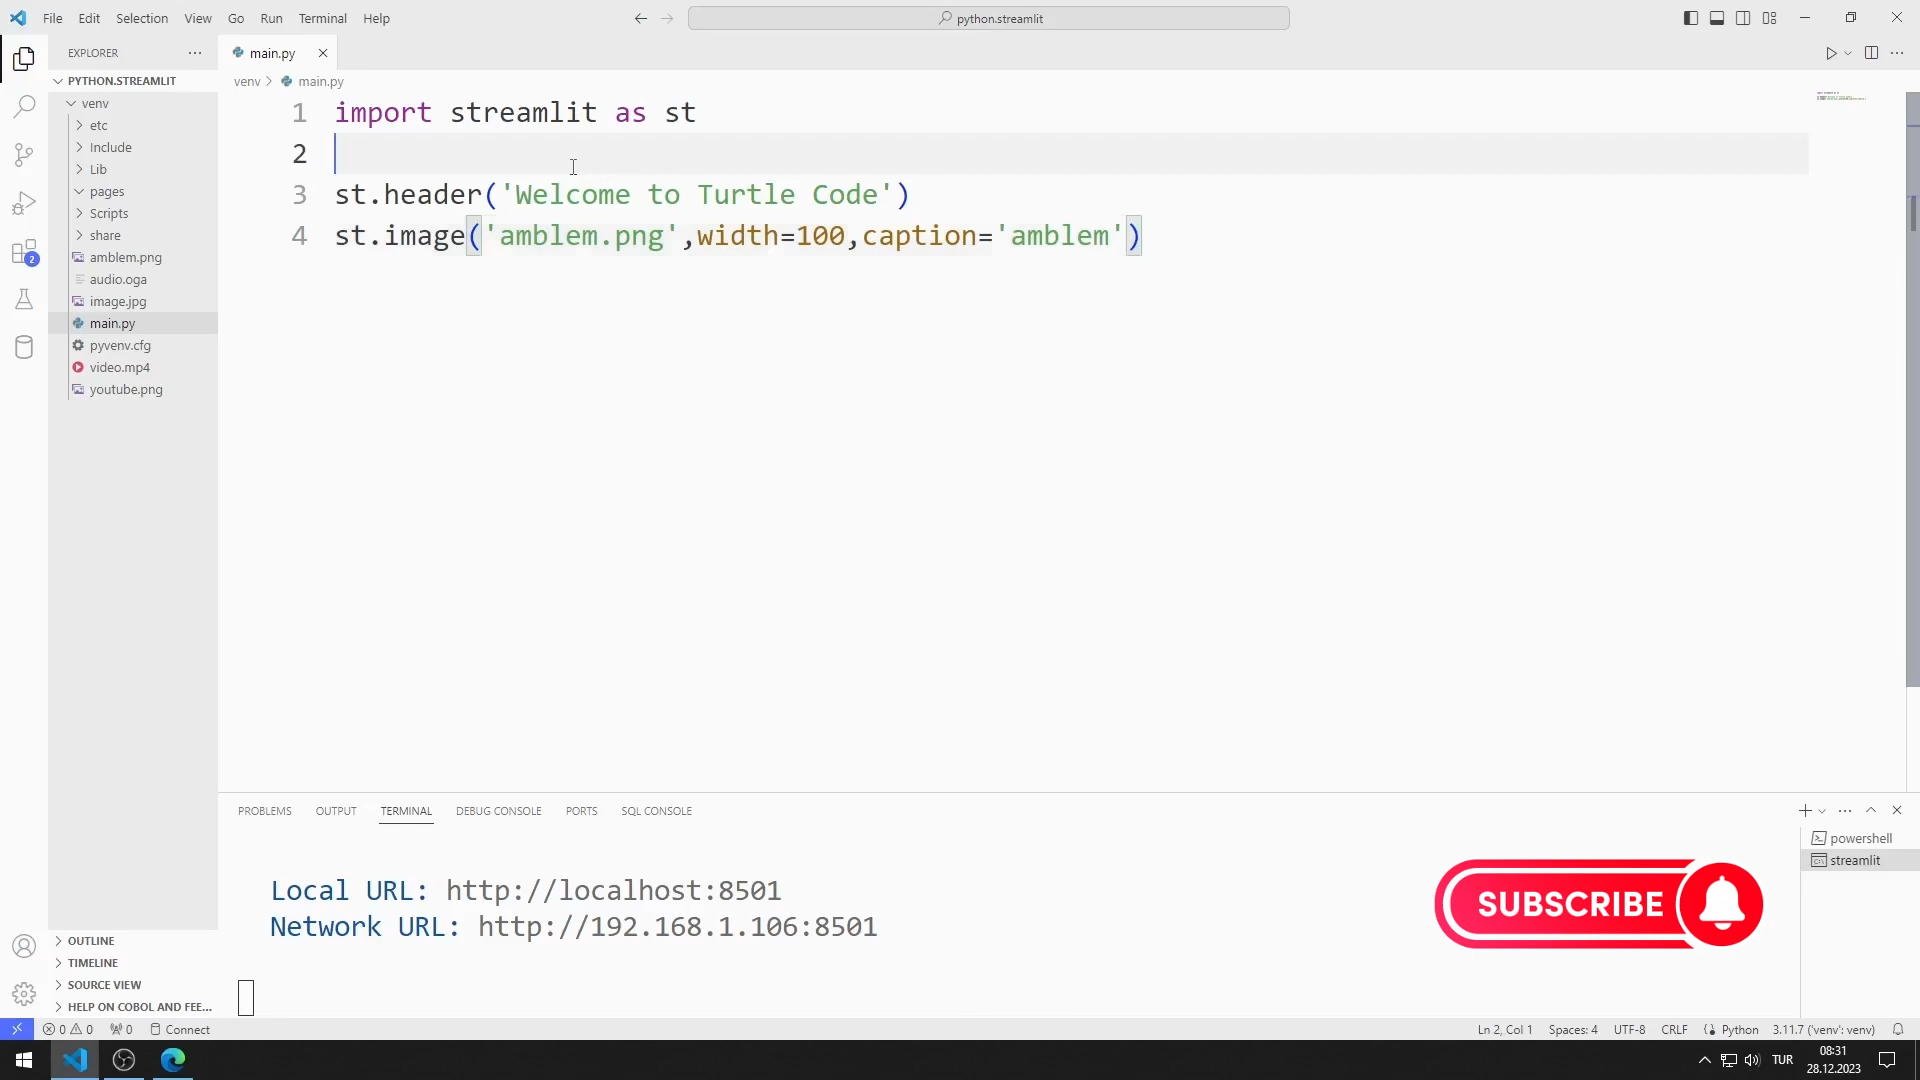 File Edit Selection View Go Run Terminal Help
python.streamlit
EXPLORER
main.py
PYTHON.STREAMLIT
venv > main.py
venv
etc
Include
Lib
pages
Scripts
share
amblem.png
audio.oga
image.jpg
main.py
pyvenv.cfg
video.mp4
youtube.png
1 import streamlit as st
2
3 st.header('Welcome to Turtle Code')
4 st.image('amblem.png',width=100,caption='amblem')
2
PROBLEMS OUTPUT TERMINAL DEBUG CONSOLE PORTS SQL CONSOLE
powershell
streamlit
Local URL: http://localhost:8501
Network URL: http://192.168.1.106:8501
SUBSCRIBE
OUTLINE
TIMELINE
SOURCE VIEW
HELP ON COBOL AND FEE...
0 0 0 Connect
Ln 2, Col 1 Spaces: 4 UTF-8 CRLF Python 3.11.7 ('venv': venv)
TUR
08:31
28.12.2023